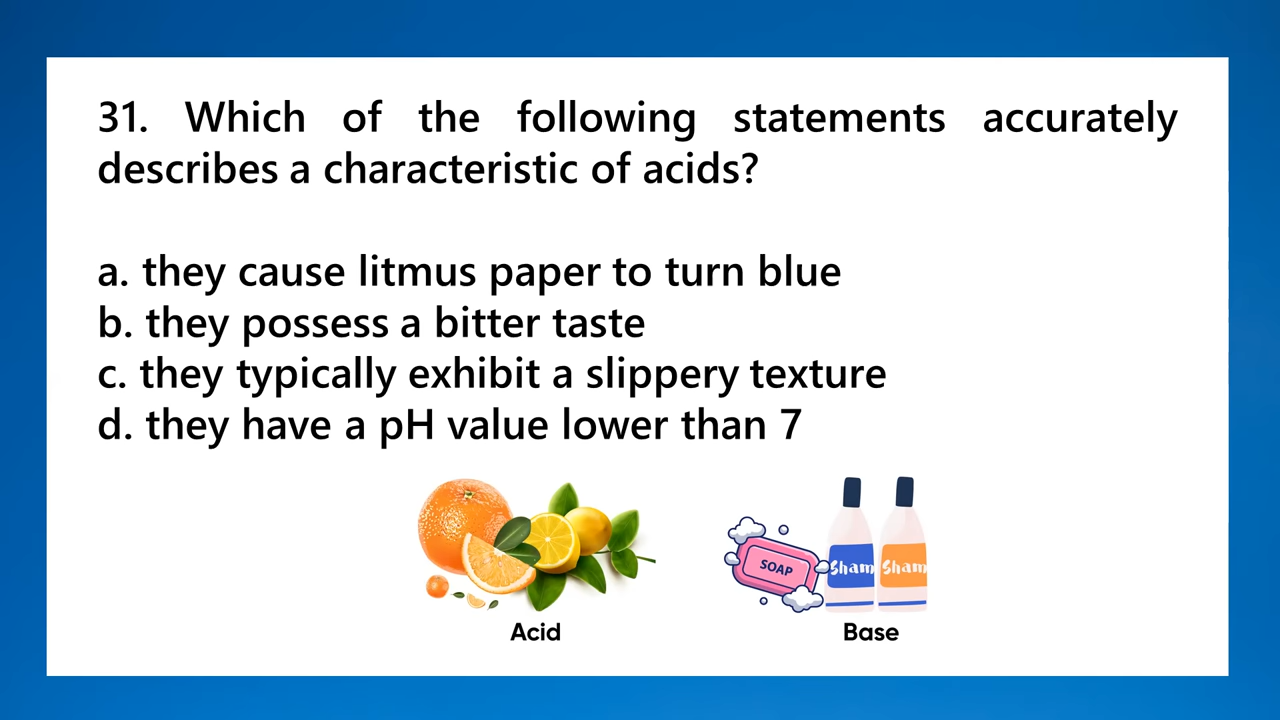 31. Which of the following statements accurately
describes a characteristic of acids?
a. they cause litmus paper to turn blue
b. they possess a bitter taste
c. they typically exhibit a slippery texture
d. they have a pH value lower than 7
SOAP
Sham
Sham
Acid
Base